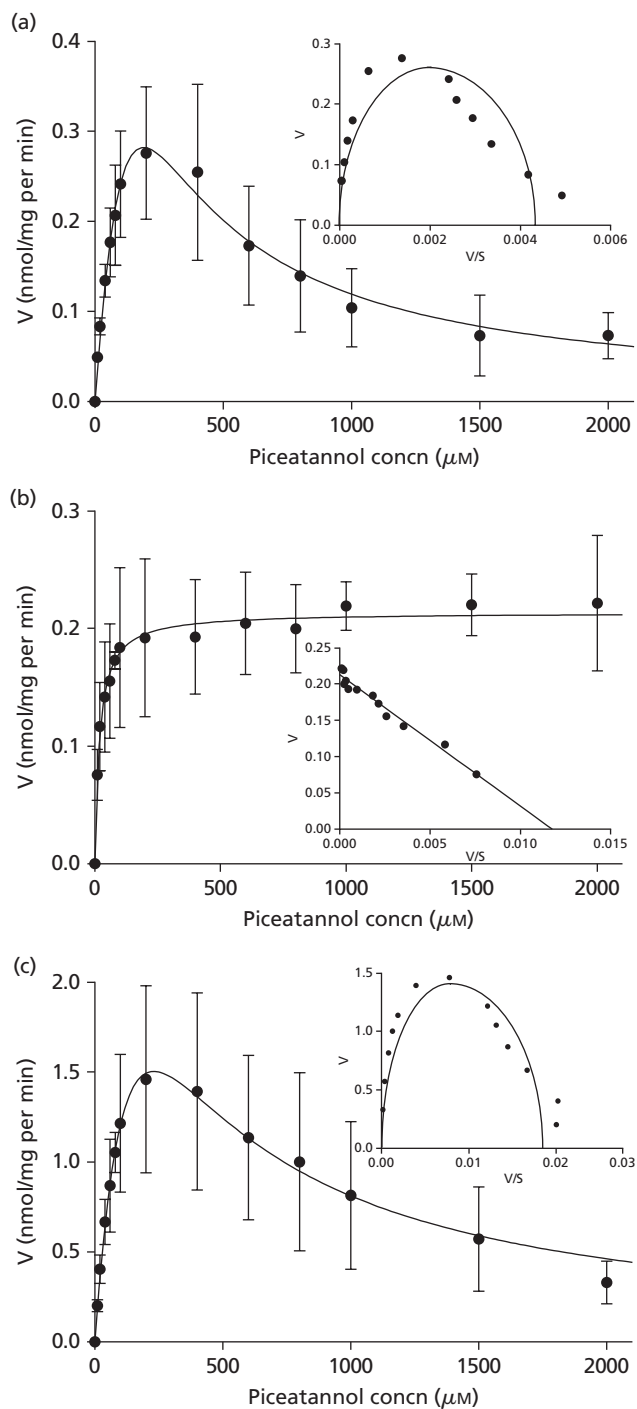 (a)
0.4
0.3
0.2
0.1
0.0
V (nmol/mg per min)
0 500 1000 1500 2000
Piceatannol concn (μM)
0.3
0.2
0.1
0.0
V
0.000 0.002 0.004 0.006
V/S
(b)
0.3
0.2
0.1
0.0
V (nmol/mg per min)
0 500 1000 1500 2000
Piceatannol concn (μM)
0.25
0.20
0.15
0.10
0.05
0.00
V
0.000 0.005 0.010 0.015
V/S
(c)
2.0
1.5
1.0
0.5
0.0
V (nmol/mg per min)
0 500 1000 1500 2000
Piceatannol concn (μM)
1.5
1.0
0.5
0.0
V
0.00 0.01 0.02 0.03
V/S